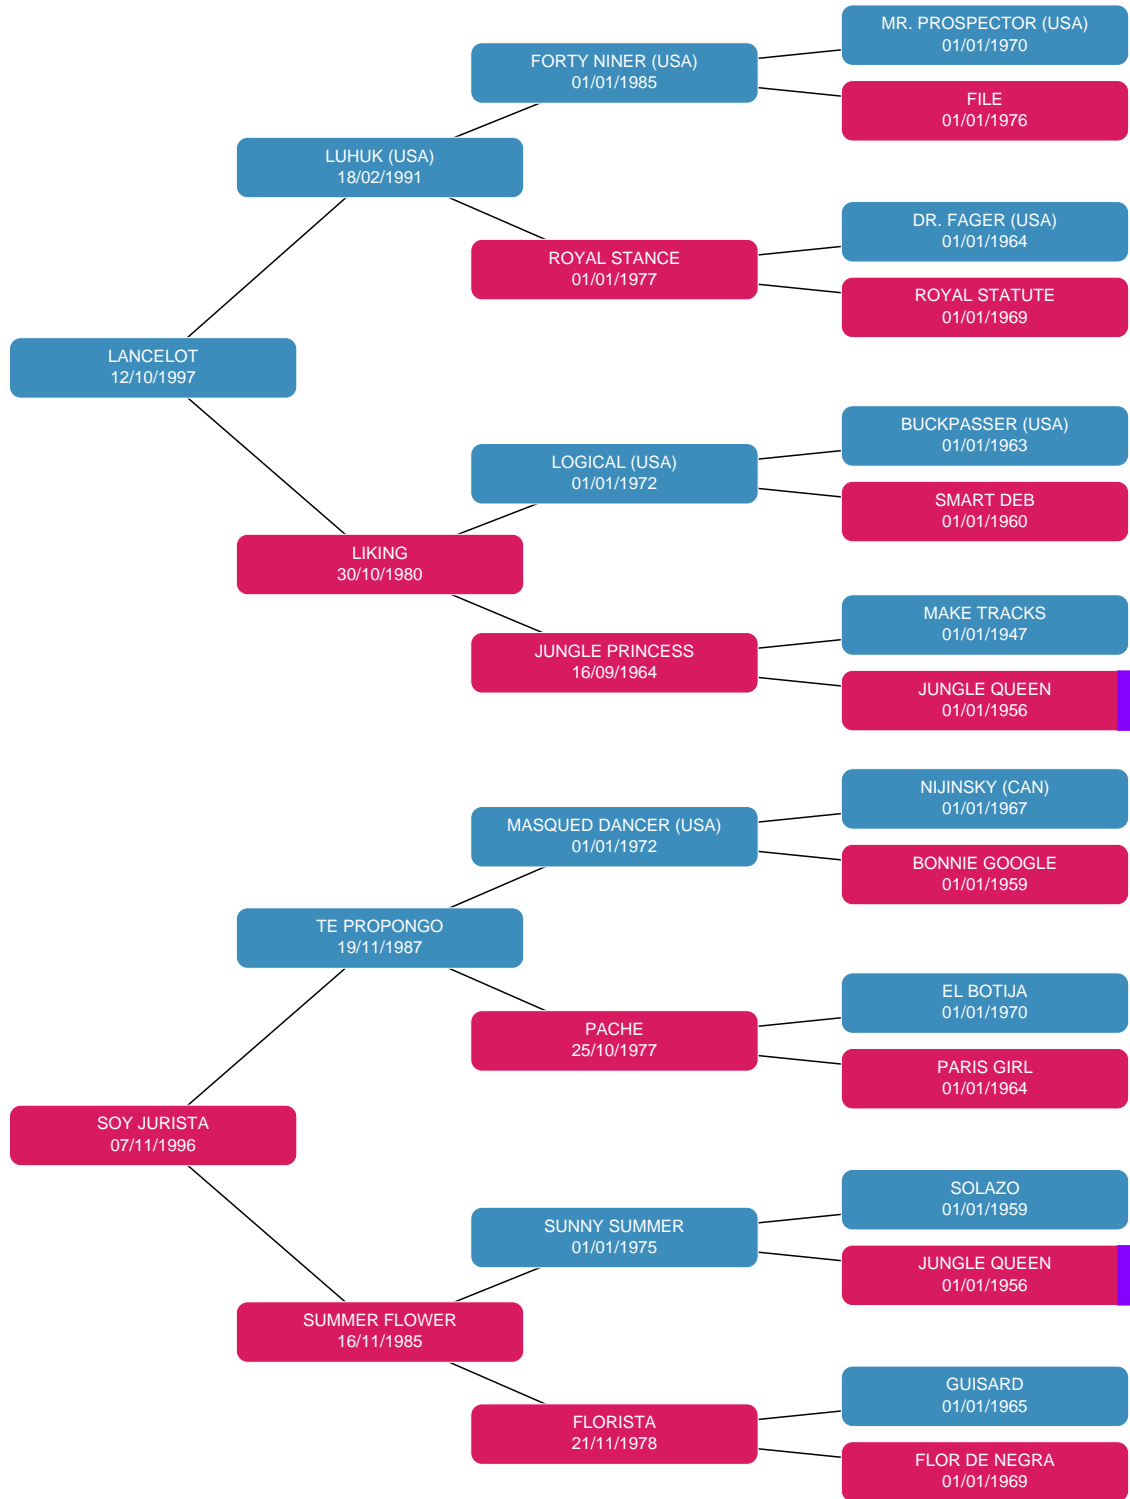 MR. PROSPECTOR (USA)
01/01/1970
FORTY NINER (USA)
01/01/1985
FILE
01/01/1976
LUHUK (USA)
18/02/1991
DR. FAGER (USA)
01/01/1964
ROYAL STANCE
01/01/1977
ROYAL STATUTE
01/01/1969
LANCELOT
12/10/1997
BUCKPASSER (USA)
01/01/1963
LOGICAL (USA)
01/01/1972
SMART DEB
01/01/1960
LIKING
30/10/1980
MAKE TRACKS
01/01/1947
JUNGLE PRINCESS
16/09/1964
JUNGLE QUEEN
01/01/1956
NIJINSKY (CAN)
01/01/1967
MASQUED DANCER (USA)
01/01/1972
BONNIE GOOGLE
01/01/1959
TE PROPONGO
19/11/1987
EL BOTIJA
01/01/1970
PACHE
25/10/1977
PARIS GIRL
01/01/1964
SOY JURISTA
07/11/1996
SOLAZO
01/01/1959
SUNNY SUMMER
01/01/1975
JUNGLE QUEEN
01/01/1956
SUMMER FLOWER
16/11/1985
GUISARD
01/01/1965
FLORISTA
21/11/1978
FLOR DE NEGRA
01/01/1969